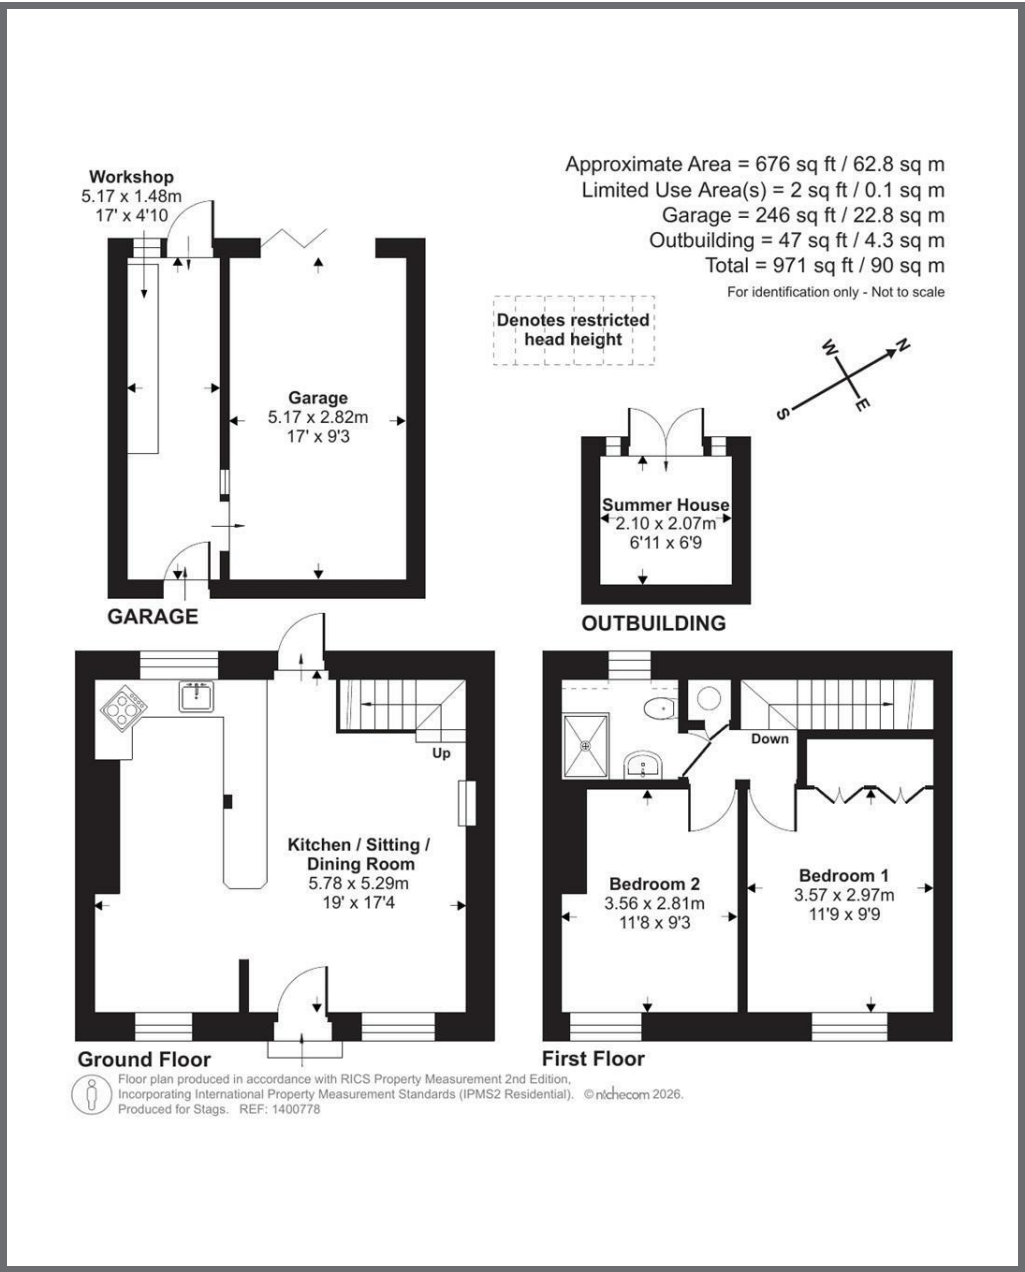 Workshop
5.17 x 1.48m
17' x 4'10
Approximate Area = 676 sq ft / 62.8 sq m
Limited Use Area(s) = 2 sq ft / 0.1 sq m
Garage = 246 sq ft / 22.8 sq m
Outbuilding = 47 sq ft / 4.3 sq m
Total = 971 sq ft / 90 sq m
For identification only - Not to scale
Denotes restricted
head height
W
N
S
E
Garage
5.17 x 2.82m
17' x 9'3
Summer House
2.10 x 2.07m
6'11 x 6'9
GARAGE
OUTBUILDING
Up
Kitchen / Sitting /
Dining Room
5.78 x 5.29m
19' x 17'4
Down
Bedroom 2
3.56 x 2.81m
11'8 x 9'3
Bedroom 1
3.57 x 2.97m
11'9 x 9'9
Ground Floor
First Floor
Floor plan produced in accordance with RICS Property Measurement 2nd Edition,
Incorporating International Property Measurement Standards (IPMS2 Residential). © nıchecom 2026.
Produced for Stags. REF: 1400778